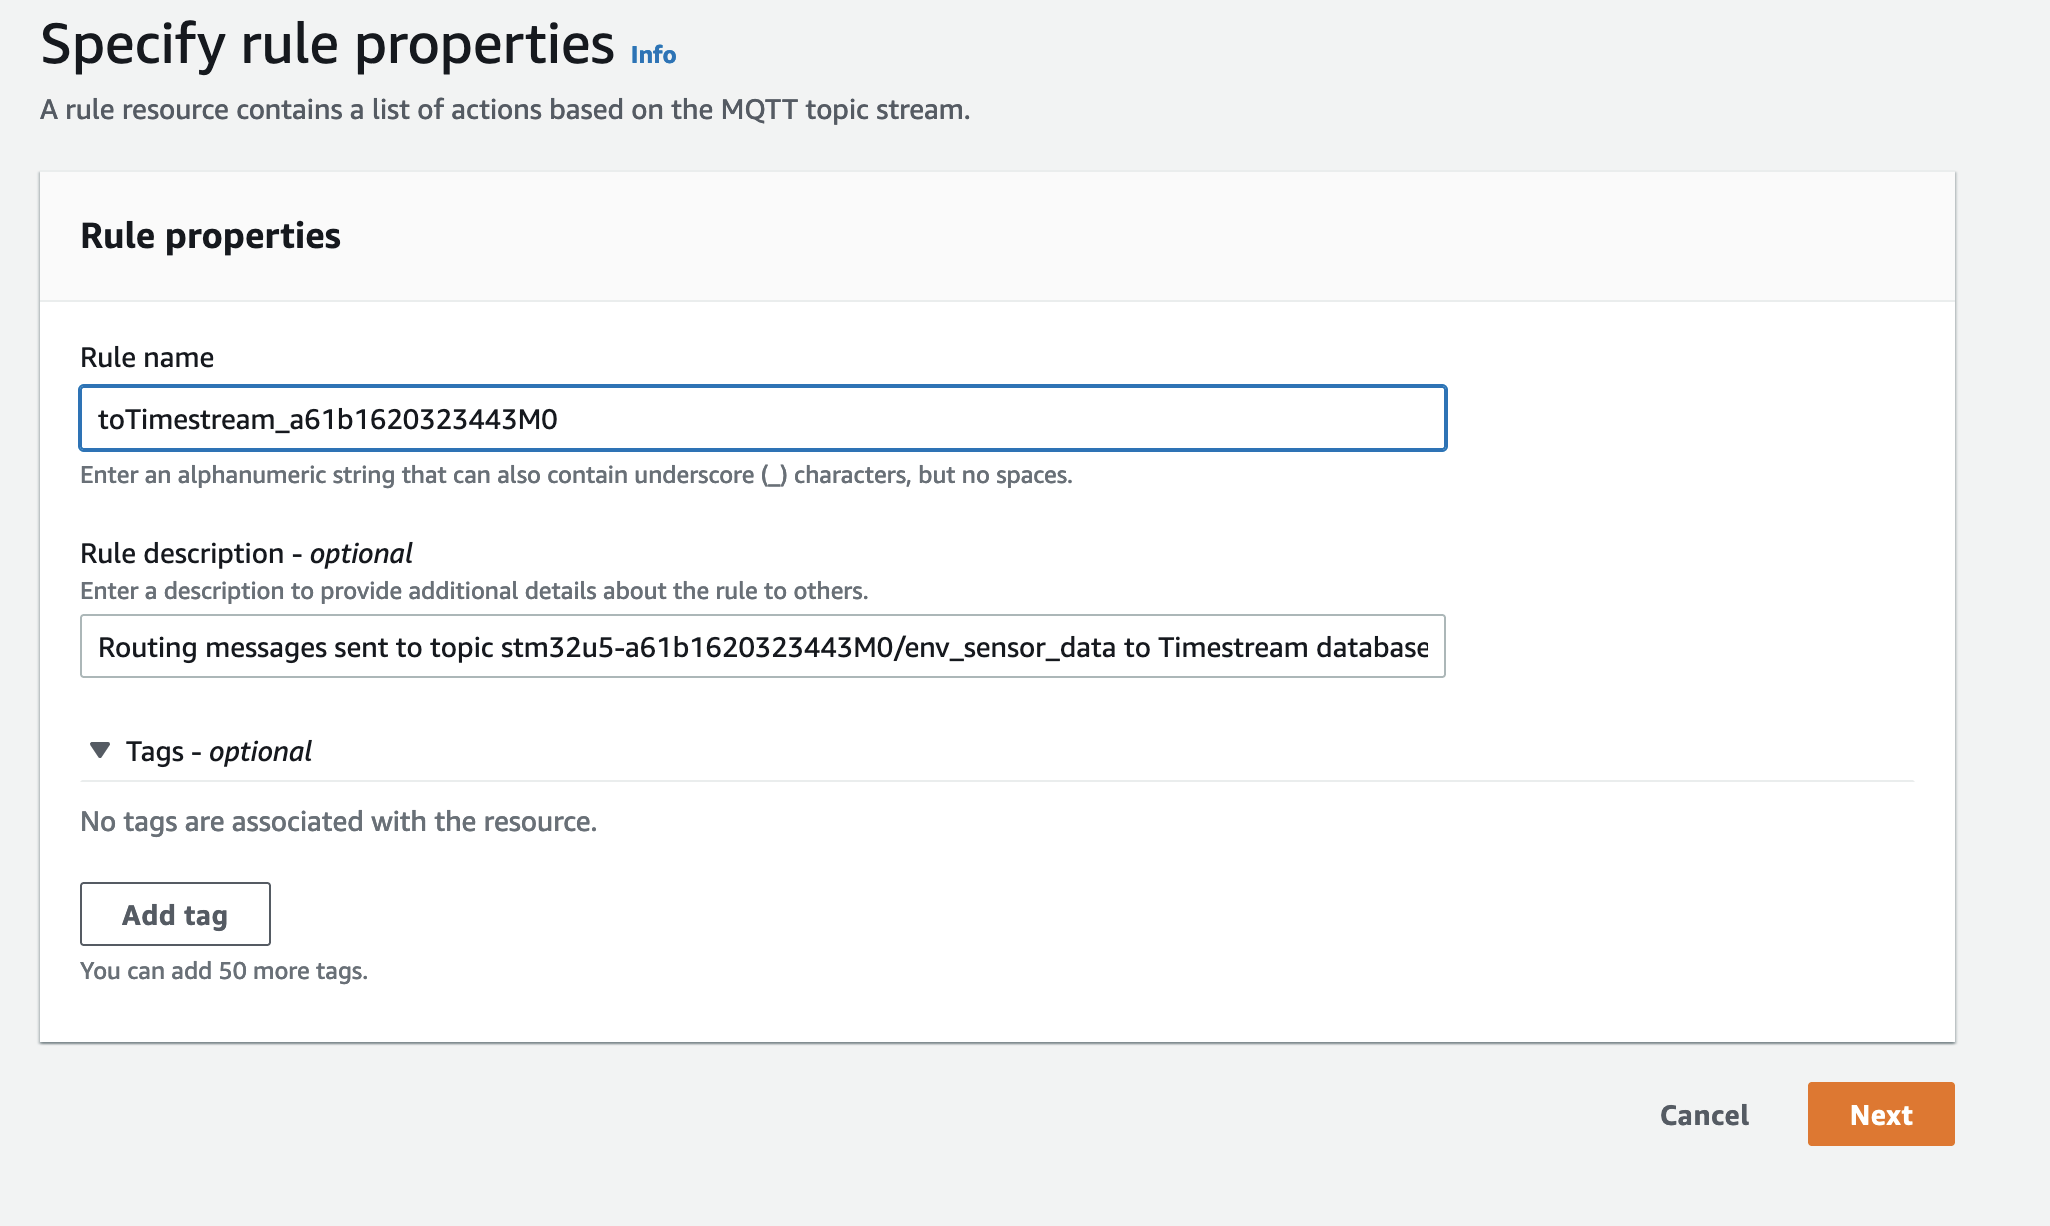 Specify rule properties Info
A rule resource contains a list of actions based on the MQTT topic stream.
Rule properties
Rule name
toTimestream_a61b1620323443M0
Enter an alphanumeric string that can also contain underscore (_) characters, but no spaces.
Rule description - optional
Enter a description to provide additional details about the rule to others.
Routing messages sent to topic stm32u5-a61b1620323443M0/env_sensor_data to Timestream database
Tags - optional
No tags are associated with the resource.
Add tag
You can add 50 more tags.
Cancel Next